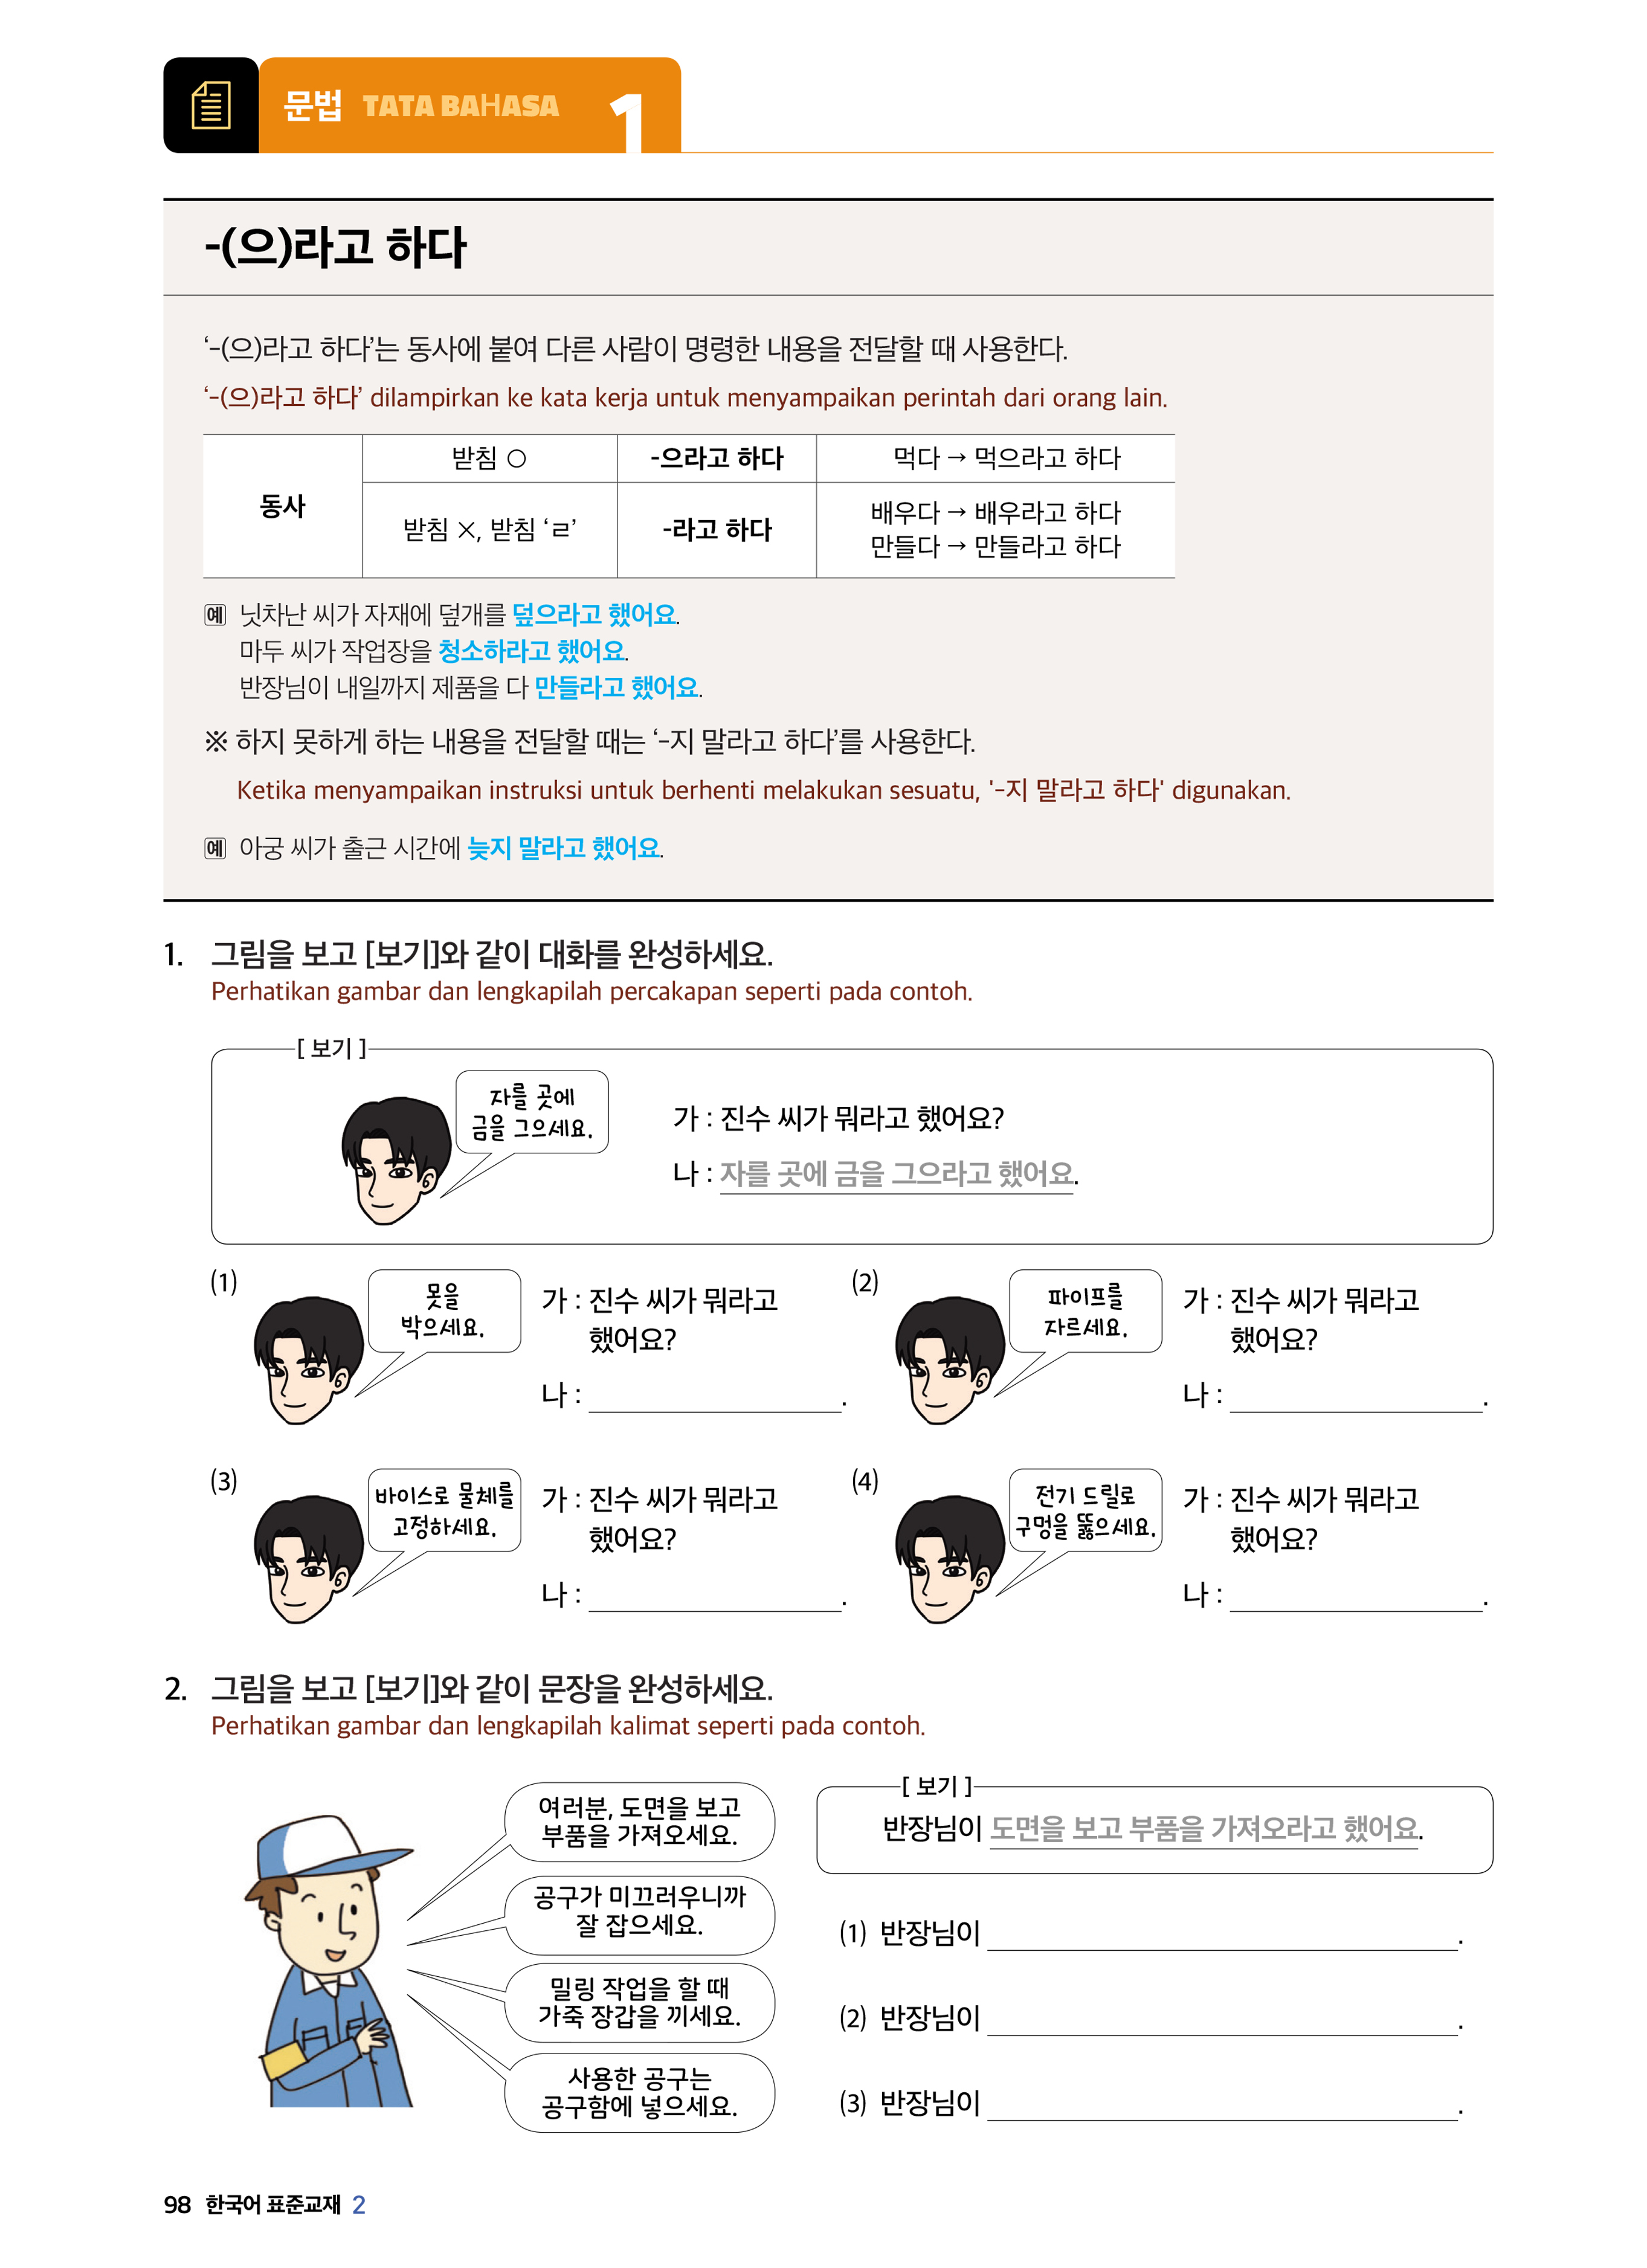 문법 TATA BAHASA 1
-(으)라고 하다
‘-(으)라고 하다’는 동사에 붙여 다른 사람이 명령한 내용을 전달할 때 사용한다.
‘-(으)라고 하다’ dilampirkan ke kata kerja untuk menyampaikan perintah dari orang lain.
동사
받침 ○ -으라고 하다 먹다 → 먹으라고 하다
받침 ×, 받침 ‘ㄹ’ -라고 하다 배우다 → 배우라고 하다
만들다 → 만들라고 하다
예 닛차난 씨가 자재에 덮개를 덮으라고 했어요.
마두 씨가 작업장을 청소하라고 했어요.
반장님이 내일까지 제품을 다 만들라고 했어요.
※ 하지 못하게 하는 내용을 전달할 때는 ‘-지 말라고 하다’를 사용한다.
Ketika menyampaikan instruksi untuk berhenti melakukan sesuatu, '-지 말라고 하다' digunakan.
예 아궁 씨가 출근 시간에 늦지 말라고 했어요.
1. 그림을 보고 [보기]와 같이 대화를 완성하세요.
Perhatikan gambar dan lengkapilah percakapan seperti pada contoh.
[ 보기 ]
자를 곳에
금을 그으세요.
가 : 진수 씨가 뭐라고 했어요?
나 : 자를 곳에 금을 그으라고 했어요.
(1)
못을
박으세요.
가 : 진수 씨가 뭐라고
했어요?
나 : .
(2)
파이프를
자르세요.
가 : 진수 씨가 뭐라고
했어요?
나 : .
(3)
바이스로 물체를
고정하세요.
가 : 진수 씨가 뭐라고
했어요?
나 : .
(4)
전기 드릴로
구멍을 뚫으세요.
가 : 진수 씨가 뭐라고
했어요?
나 : .
2. 그림을 보고 [보기]와 같이 문장을 완성하세요.
Perhatikan gambar dan lengkapilah kalimat seperti pada contoh.
여러분, 도면을 보고
부품을 가져오세요.
공구가 미끄러우니까
잘 잡으세요.
밀링 작업을 할 때
가죽 장갑을 끼세요.
사용한 공구는
공구함에 넣으세요.
[ 보기 ]
반장님이 도면을 보고 부품을 가져오라고 했어요.
(1) 반장님이 .
(2) 반장님이 .
(3) 반장님이 .
98 한국어 표준교재 2